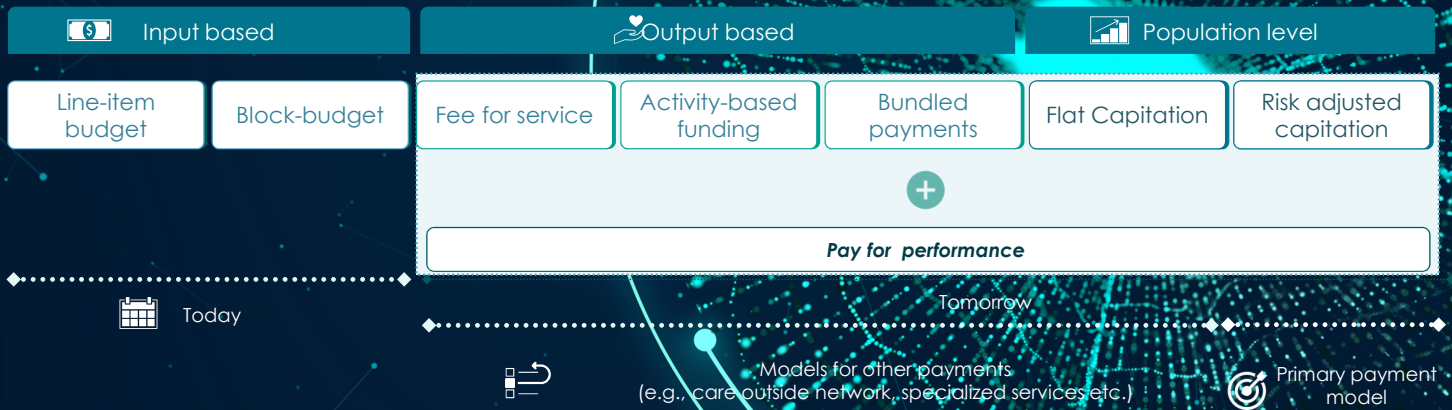 Input based
Output based
Population level
Line-item
budget
Block-budget
Fee for service
Activity-based
funding
Bundled
payments
Flat Capitation
Risk adjusted
capitation
Pay for performance
Today
Tomorrow
Models for other payments
(e.g., care outside network, specialized services etc.)
Primary payment
model